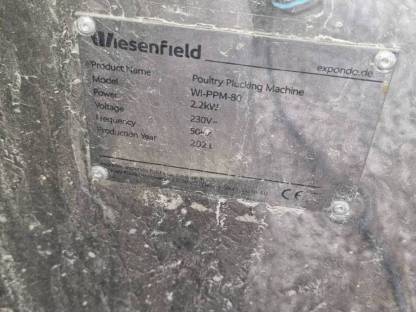 Wiesenfield
expondo.de
Product Name Poultry Plucking Machine
Model WI-PPM-80
Power 2.2kW
Voltage 230V~
Frequency 50Hz
Production Year 2021
CE